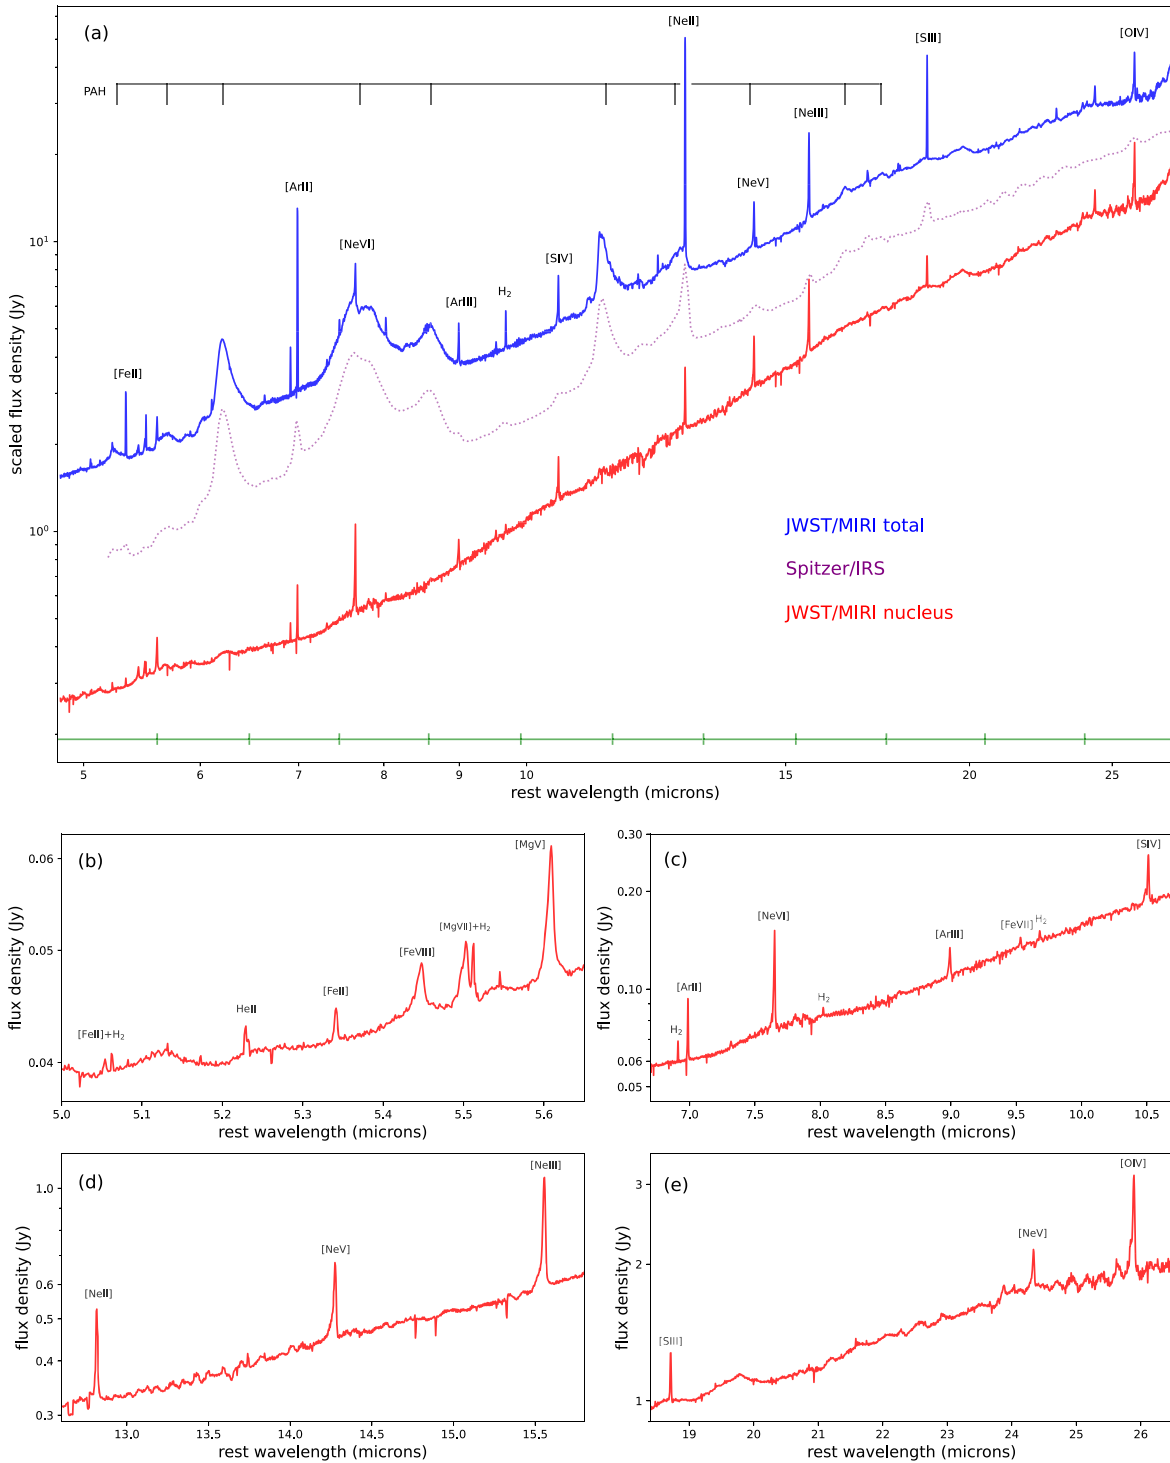 (a)
[NeII]
[SIII]
[OIV]
PAH
[NeIII]
[ArII]
[NeV]
[NeVI]
[SIV]
H₂
[ArIII]
[FeII]
10¹
10⁰
scaled flux density (Jy)
JWST/MIRI total
Spitzer/IRS
JWST/MIRI nucleus
5 6 7 8 9 10 15 20 25
rest wavelength (microns)
(b)
[MgV]
[MgVII]+H₂
[FeVIII]
[FeII]
HeII
[FeII]+H₂
0.06
0.05
0.04
flux density (Jy)
5.0 5.1 5.2 5.3 5.4 5.5 5.6
rest wavelength (microns)
(c)
[SIV]
[NeVI]
[FeVII]
H₂
[ArIII]
[ArII]
H₂
H₂
0.30
0.20
0.10
0.06
0.05
flux density (Jy)
7.0 7.5 8.0 8.5 9.0 9.5 10.0 10.5
rest wavelength (microns)
(d)
[NeIII]
[NeV]
[NeII]
1.0
0.6
0.5
0.4
0.3
flux density (Jy)
13.0 13.5 14.0 14.5 15.0 15.5
rest wavelength (microns)
(e)
[OIV]
[NeV]
[SIII]
3
2
1
flux density (Jy)
19 20 21 22 23 24 25 26
rest wavelength (microns)